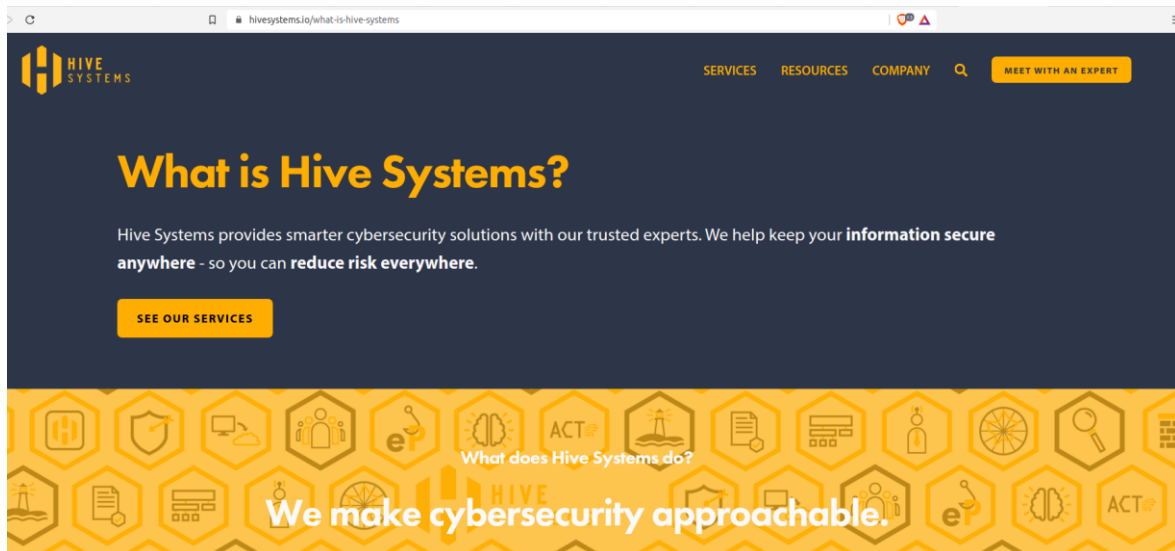 hivesystems.io/what-is-hive-systems
HIVE
SYSTEMS
SERVICES
RESOURCES
COMPANY
MEET WITH AN EXPERT
What is Hive Systems?
Hive Systems provides smarter cybersecurity solutions with our trusted experts. We help keep your information secure
anywhere - so you can reduce risk everywhere.
SEE OUR SERVICES
eP
ACT
What does Hive Systems do?
HIVE
We make cybersecurity approachable.
eP
ACT